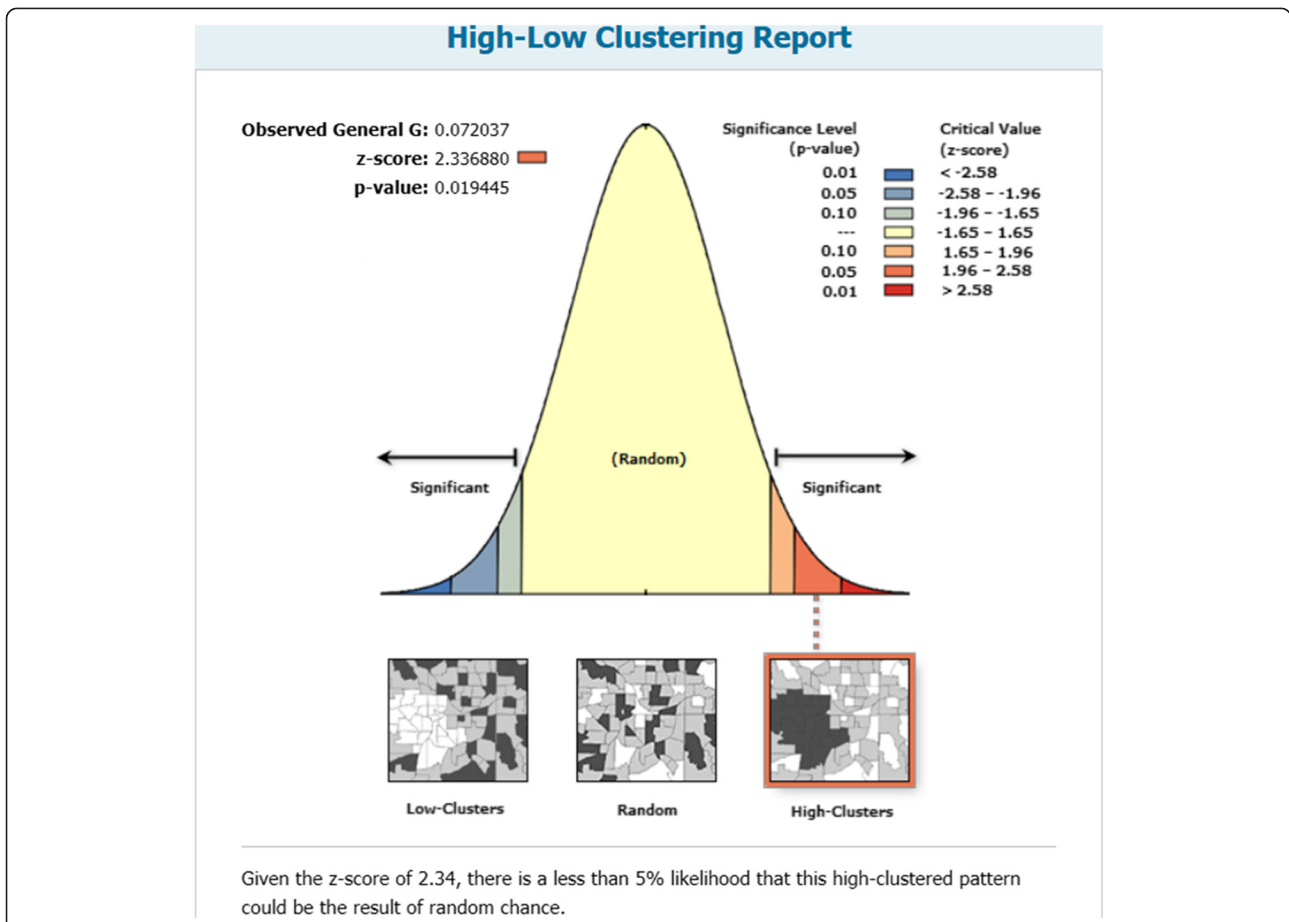 High-Low Clustering Report
Observed General G: 0.072037
z-score: 2.336880
p-value: 0.019445
Significance Level Critical Value
(p-value) (z-score)
0.01 < -2.58
0.05 -2.58 – -1.96
0.10 -1.96 – -1.65
--- -1.65 – 1.65
0.10 1.65 – 1.96
0.05 1.96 – 2.58
0.01 > 2.58
(Random)
Significant Significant
Low-Clusters Random High-Clusters
Given the z-score of 2.34, there is a less than 5% likelihood that this high-clustered pattern
could be the result of random chance.